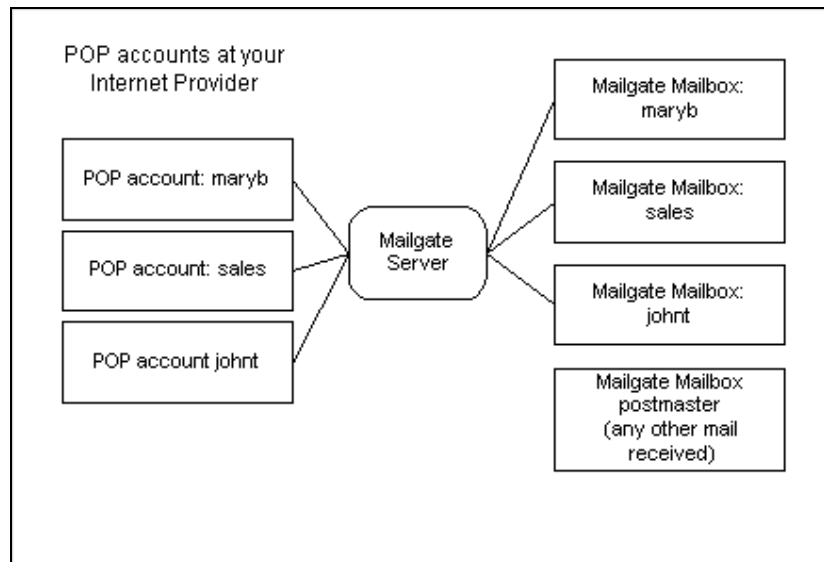 POP accounts at your
Internet Provider
POP account: maryb
POP account: sales
POP account johnt
Mailgate
Server
Mailgate Mailbox:
maryb
Mailgate Mailbox:
sales
Mailgate Mailbox:
johnt
Mailgate Mailbox
postmaster
(any other mail
received)